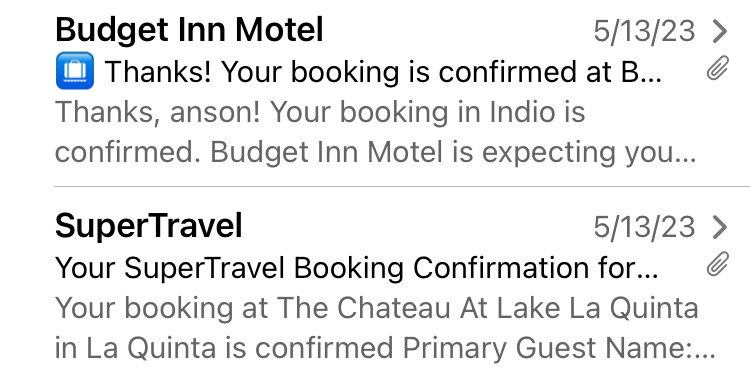 Budget Inn Motel 5/13/23
🧳 Thanks! Your booking is confirmed at B...
Thanks, anson! Your booking in Indio is
confirmed. Budget Inn Motel is expecting you...
SuperTravel 5/13/23
Your SuperTravel Booking Confirmation for...
Your booking at The Chateau At Lake La Quinta
in La Quinta is confirmed Primary Guest Name:...